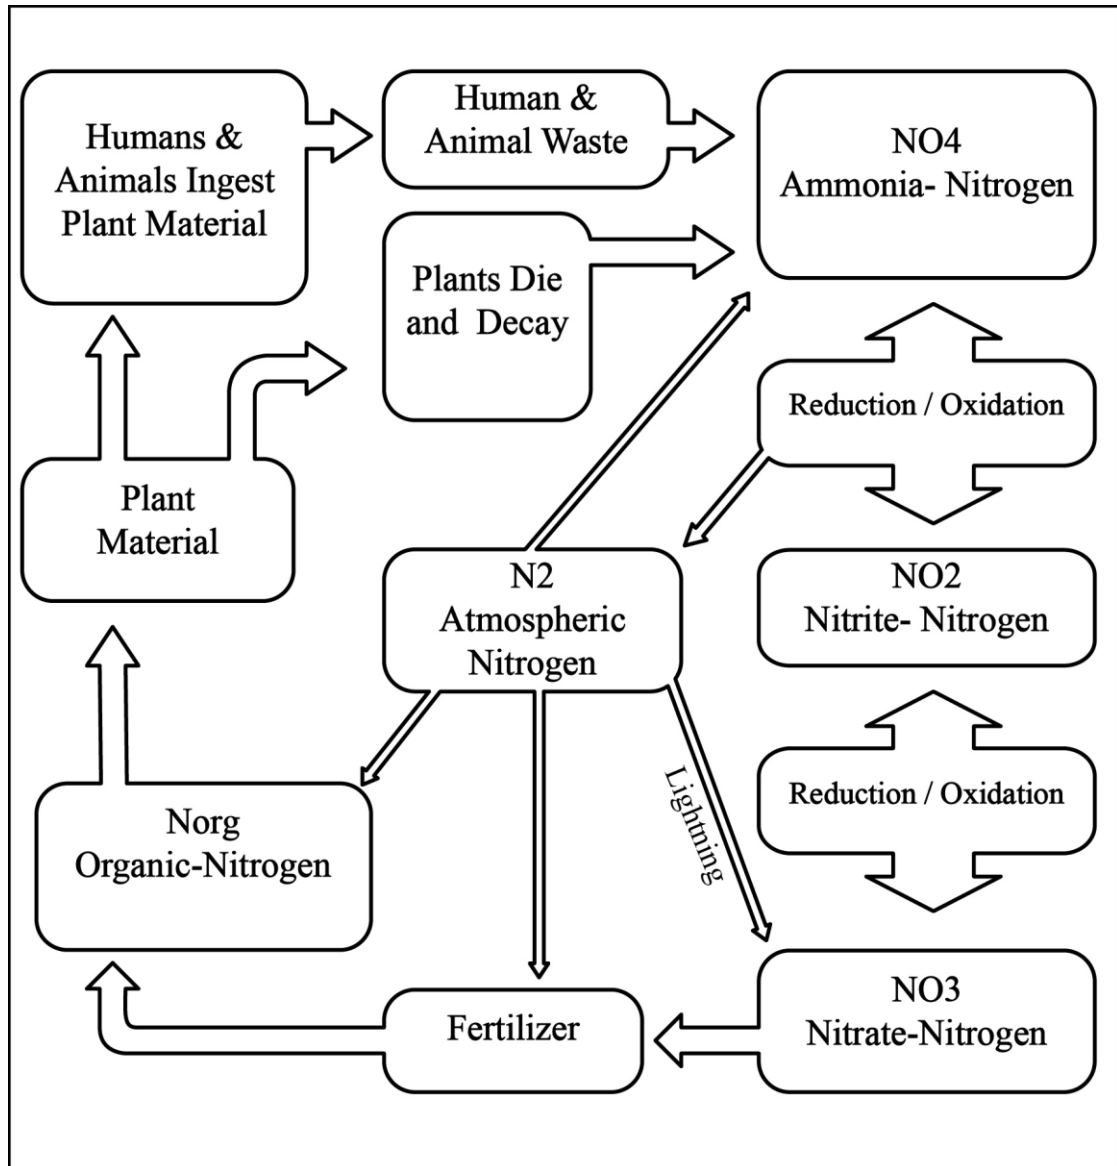 Humans &
Animals Ingest
Plant Material
Human &
Animal Waste
NO4
Ammonia- Nitrogen
Plants Die
and Decay
Reduction / Oxidation
Plant
Material
N2
Atmospheric
Nitrogen
NO2
Nitrite- Nitrogen
Lightning
Reduction / Oxidation
Norg
Organic-Nitrogen
Fertilizer
NO3
Nitrate-Nitrogen